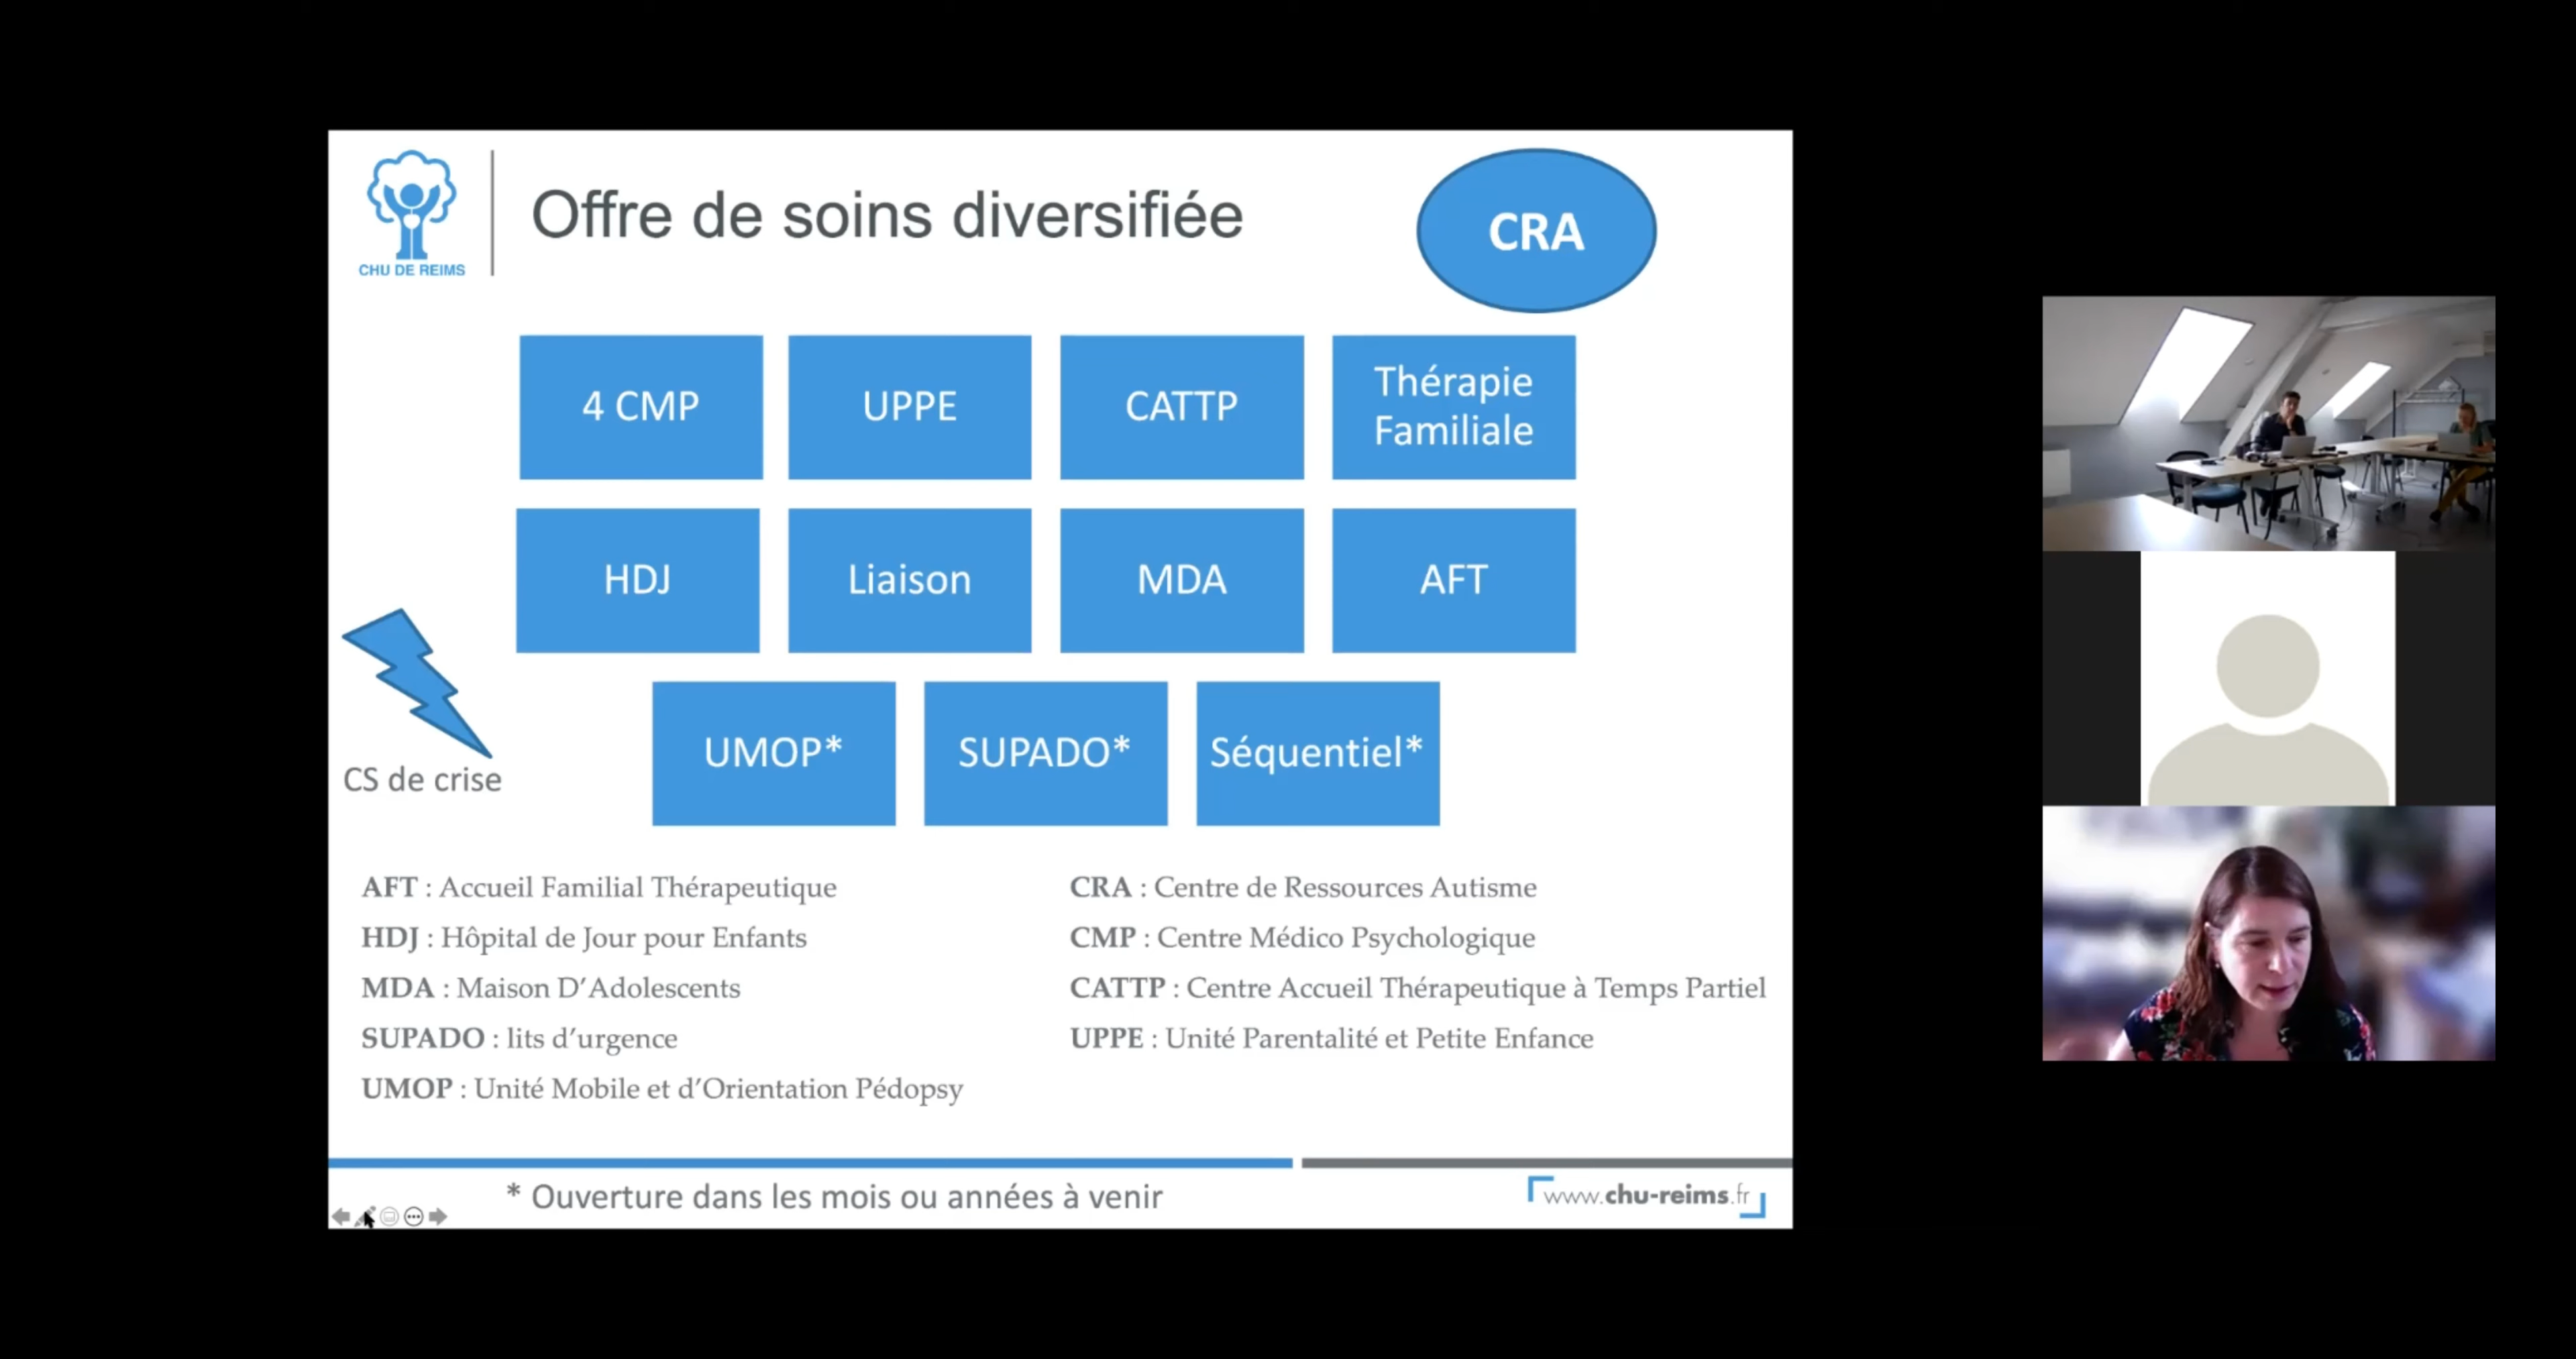 CHU DE REIMS
Offre de soins diversifiée
CRA
4 CMP
UPPE
CATTP
Thérapie
Familiale
HDJ
Liaison
MDA
AFT
UMOP*
SUPADO*
Séquentiel*
CS de crise
AFT : Accueil Familial Thérapeutique
HDJ : Hôpital de Jour pour Enfants
MDA : Maison D'Adolescents
SUPADO : lits d'urgence
UMOP : Unité Mobile et d'Orientation Pédopsy
CRA : Centre de Ressources Autisme
CMP : Centre Médico Psychologique
CATTP : Centre Accueil Thérapeutique à Temps Partiel
UPPE : Unité Parentalité et Petite Enfance
* Ouverture dans les mois ou années à venir
www.chu-reims.fr